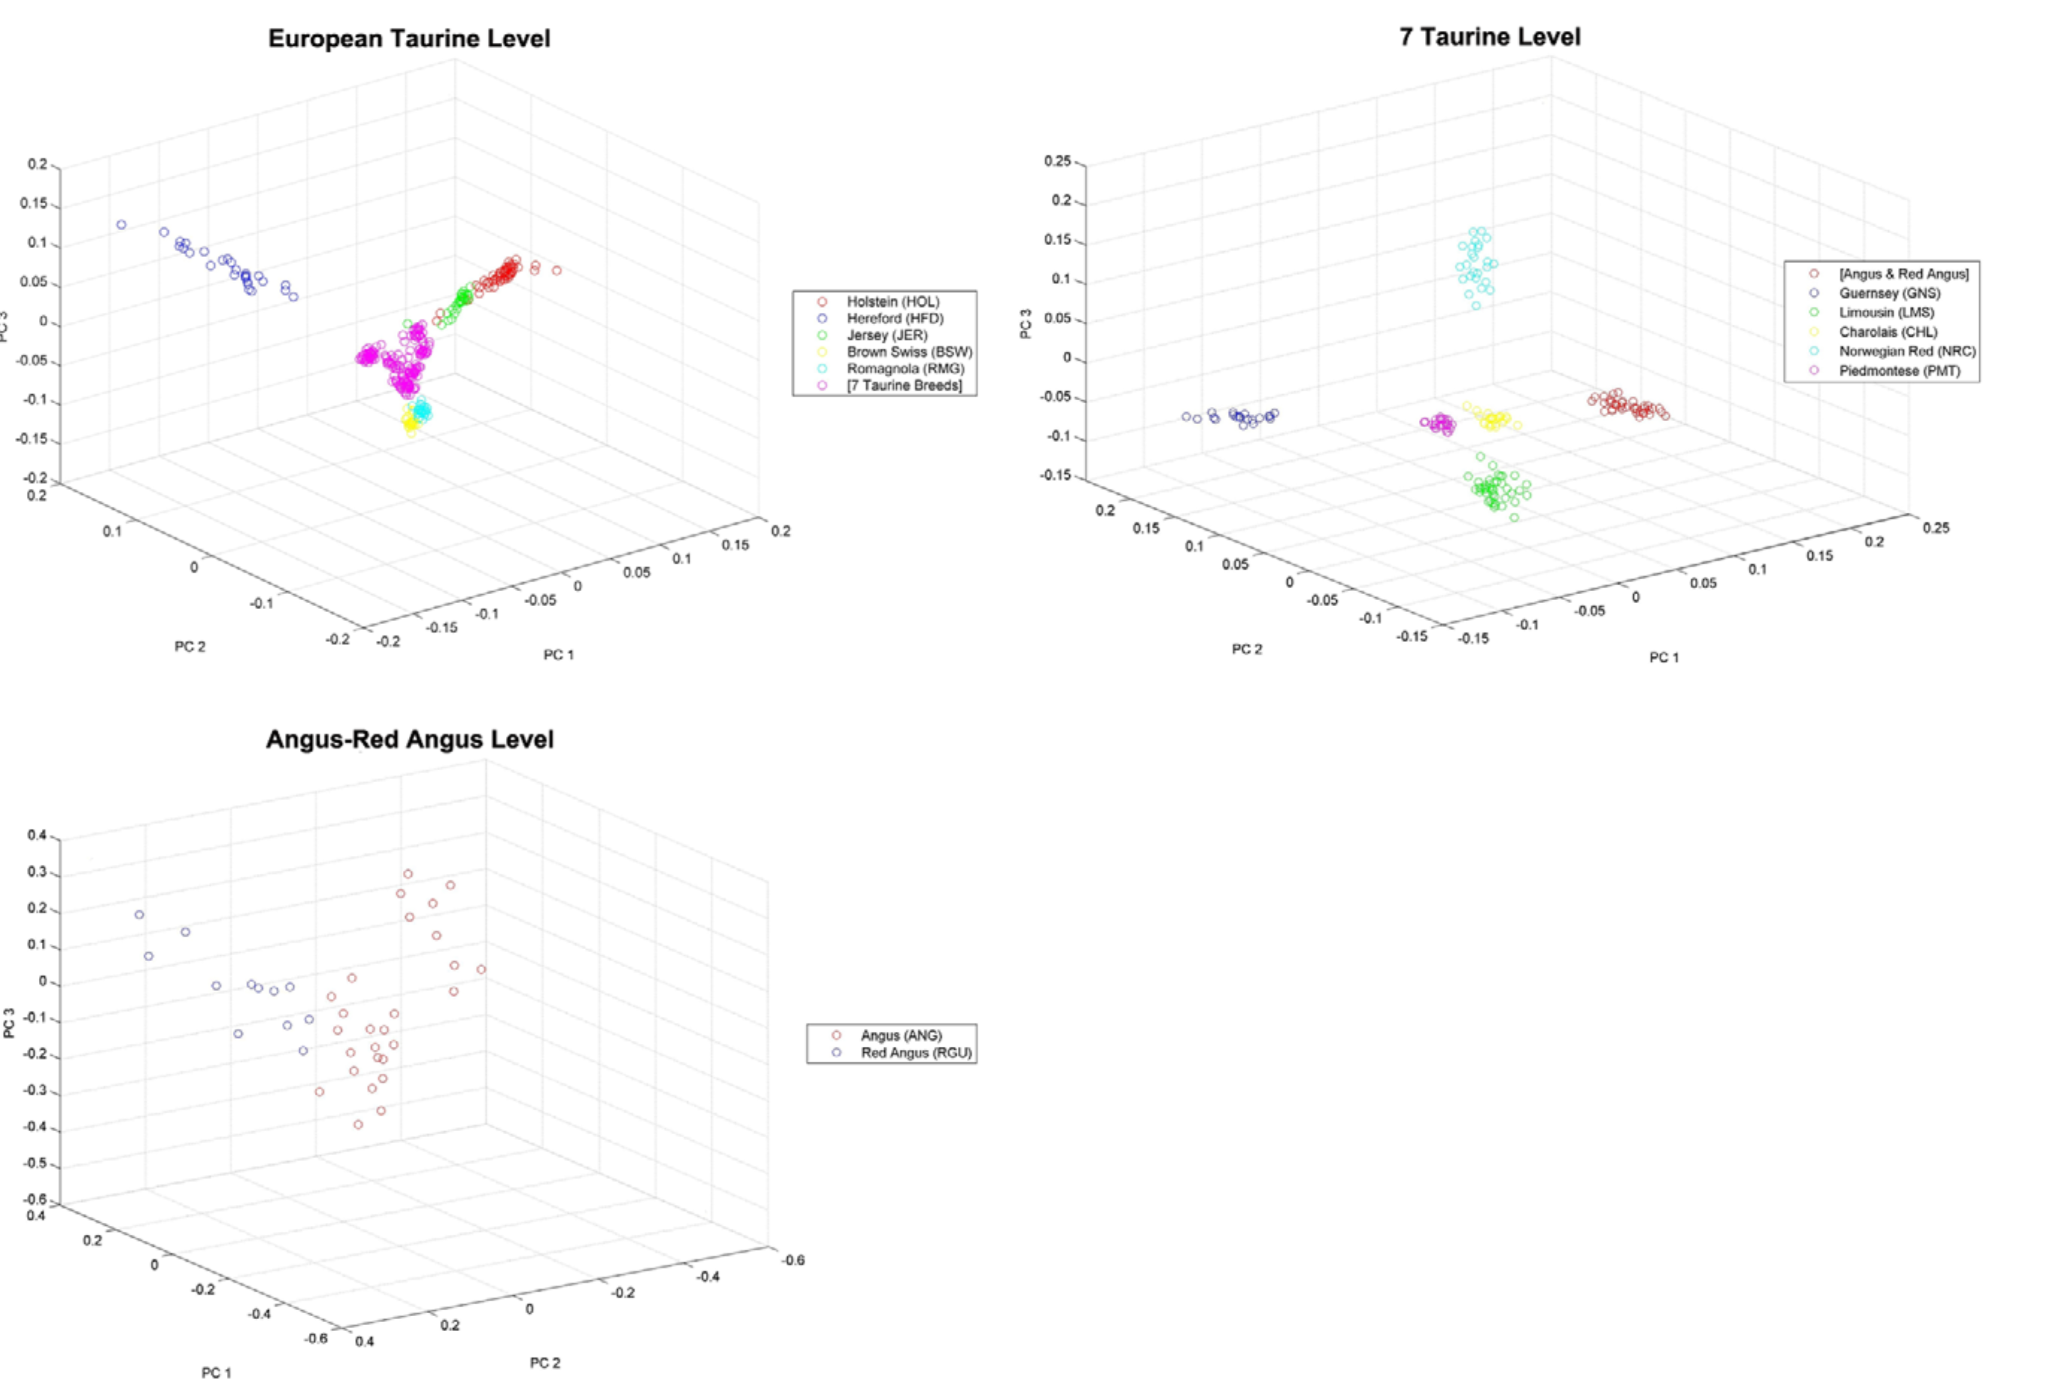 European Taurine Level
0.2
0.15
0.1
0.05
0
-0.05
-0.1
-0.15
-0.2
PC 3
0.2
0.1
0
-0.1
-0.2
PC 2
-0.2
-0.15
-0.1
-0.05
0
0.05
0.1
0.15
0.2
PC 1
Holstein (HOL)
Hereford (HFD)
Jersey (JER)
Brown Swiss (BSW)
Romagnola (RMG)
[7 Taurine Breeds]
7 Taurine Level
0.25
0.2
0.15
0.1
0.05
0
-0.05
-0.1
-0.15
PC 3
0.2
0.15
0.1
0.05
0
-0.05
-0.1
-0.15
PC 2
-0.15
-0.1
-0.05
0
0.05
0.1
0.15
0.2
0.25
PC 1
[Angus & Red Angus]
Guernsey (GNS)
Limousin (LMS)
Charolais (CHL)
Norwegian Red (NRC)
Piedmontese (PMT)
Angus-Red Angus Level
0.4
0.3
0.2
0.1
0
-0.1
-0.2
-0.3
-0.4
-0.5
-0.6
PC 3
0.4
0.2
0
-0.2
-0.4
-0.6
PC 1
0.4
0.2
0
-0.2
-0.4
-0.6
PC 2
Angus (ANG)
Red Angus (RGU)